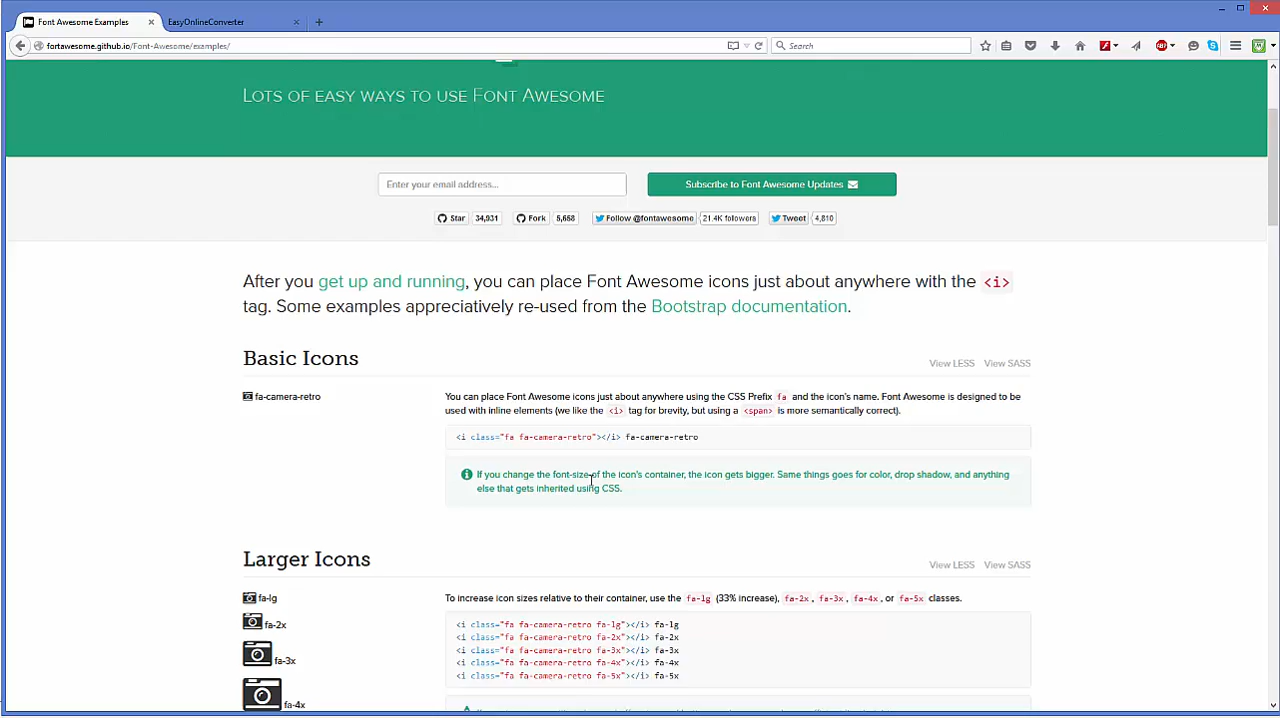 Font Awesome Examples
EasyOnlineConverter
fortawesome.github.io/Font-Awesome/examples/
Search
Lots of easy ways to use Font Awesome
Enter your email address...
Subscribe to Font Awesome Updates
Star 34,931 Fork 5,658 Follow @fontawesome 21.4K followers Tweet 4,810
After you get up and running, you can place Font Awesome icons just about anywhere with the <i>
tag. Some examples appreciatively re-used from the Bootstrap documentation.
Basic Icons
View LESS View SASS
fa-camera-retro
You can place Font Awesome icons just about anywhere using the CSS Prefix fa and the icon's name. Font Awesome is designed to be
used with inline elements (we like the <i> tag for brevity, but using a <span> is more semantically correct).
<i class="fa fa-camera-retro"></i> fa-camera-retro
If you change the font-size of the icon's container, the icon gets bigger. Same things goes for color, drop shadow, and anything
else that gets inherited using CSS.
Larger Icons
View LESS View SASS
fa-lg
fa-2x
fa-3x
fa-4x
To increase icon sizes relative to their container, use the fa-lg (33% increase), fa-2x, fa-3x, fa-4x, or fa-5x classes.
<i class="fa fa-camera-retro fa-lg"></i> fa-lg
<i class="fa fa-camera-retro fa-2x"></i> fa-2x
<i class="fa fa-camera-retro fa-3x"></i> fa-3x
<i class="fa fa-camera-retro fa-4x"></i> fa-4x
<i class="fa fa-camera-retro fa-5x"></i> fa-5x